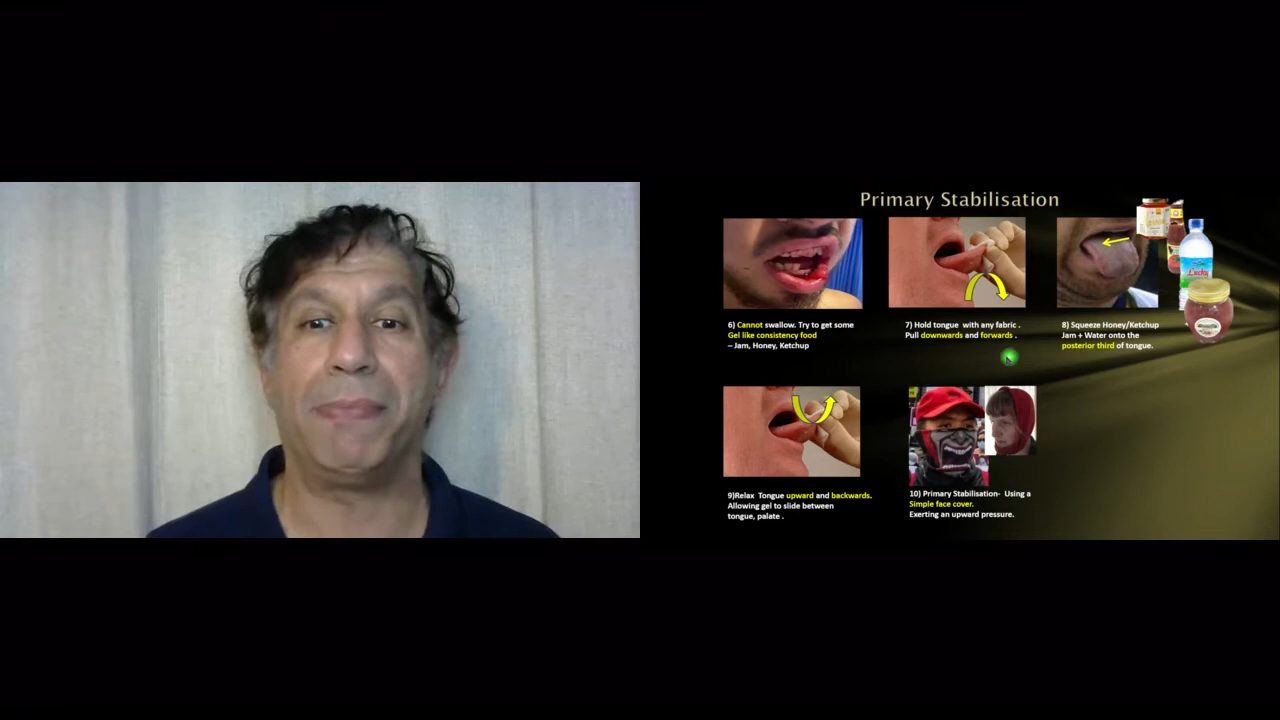 Primary Stabilisation
6) Cannot swallow. Try to get some
Gel like consistency food
– Jam, Honey, Ketchup
7) Hold tongue with any fabric .
Pull downwards and forwards .
8) Squeeze Honey/Ketchup
Jam + Water onto the
posterior third of tongue.
Lucky
9)Relax Tongue upward and backwards.
Allowing gel to slide between
tongue, palate .
10) Primary Stabilisation- Using a
Simple face cover.
Exerting an upward pressure.